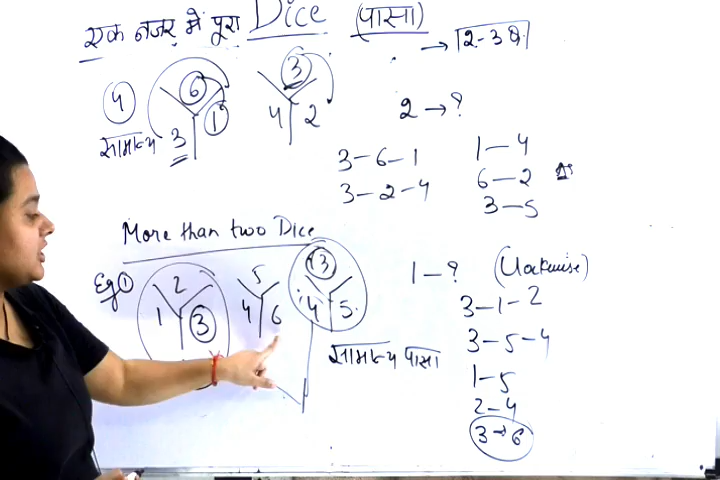 एक नजर में पूरा Dice (पासा)
→ 2-3 Q.
4 6 1 3
3 4 2
सामान्य
2 → ?
3-6-1
3-2-4
1-4
6-2
3-5
More than two Dice
Eg ①
2 1 3
5 4 6
3 4 5
सामान्य पासा
1-? (Clockwise)
3-1-2
3-5-4
1-5
2-4
3→6